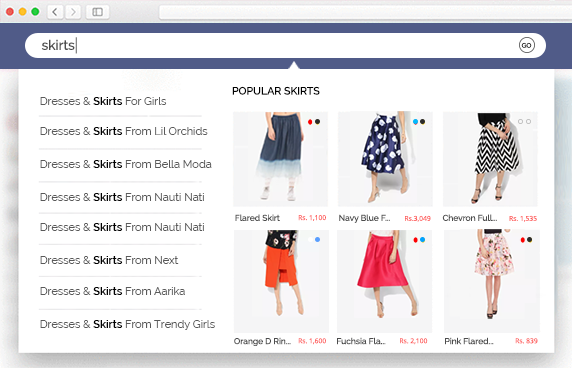 skirts
GO
Dresses & Skirts For Girls
Dresses & Skirts From Lil Orchids
Dresses & Skirts From Bella Moda
Dresses & Skirts From Nauti Nati
Dresses & Skirts From Nauti Nati
Dresses & Skirts From Next
Dresses & Skirts From Aarika
Dresses & Skirts From Trendy Girls
POPULAR SKIRTS
Flared Skirt Rs. 1,100
Navy Blue F... Rs.3,049
Chevron Full... Rs. 1,535
Orange D Rin... Rs. 1,600
Fuchsia Fla... Rs. 2,100
Pink Flared... Rs. 839